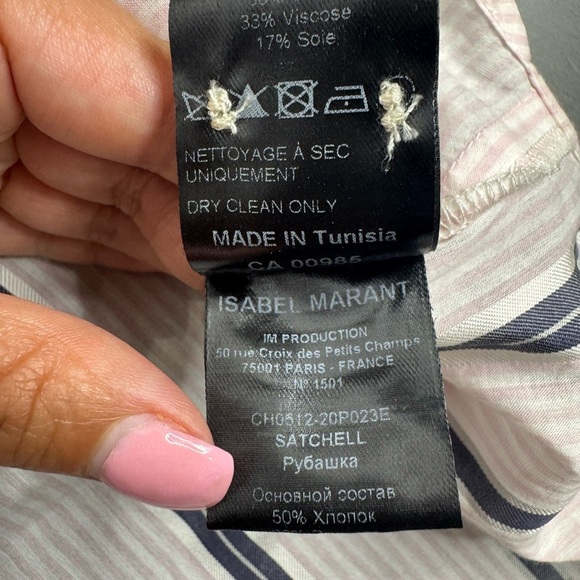 33% Viscose
17% Soie
NETTOYAGE À SEC
UNIQUEMENT
DRY CLEAN ONLY
MADE IN Tunisia
CA 00985
ISABEL MARANT
IM PRODUCTION
50 rue Croix des Petits Champs
75001 PARIS - FRANCE
N° 1501
CH0512-20P023E
SATCHELL
Рубашка
Основной состав
50% Хлопок